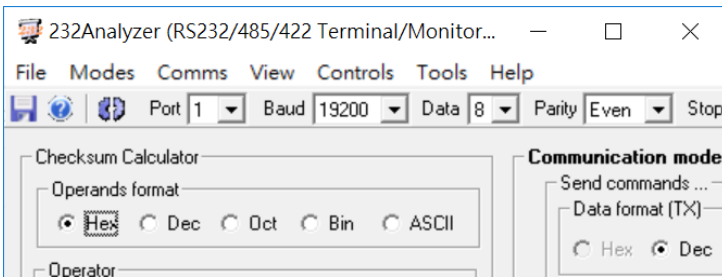 232Analyzer (RS232/485/422 Terminal/Monitor...
File Modes Comms View Controls Tools Help
Port 1 Baud 19200 Data 8 Parity Even Stop
Checksum Calculator
Communication mode
Operands format
Send commands ...
Data format (TX)
Hex Dec Oct Bin ASCII
Hex Dec
Operator